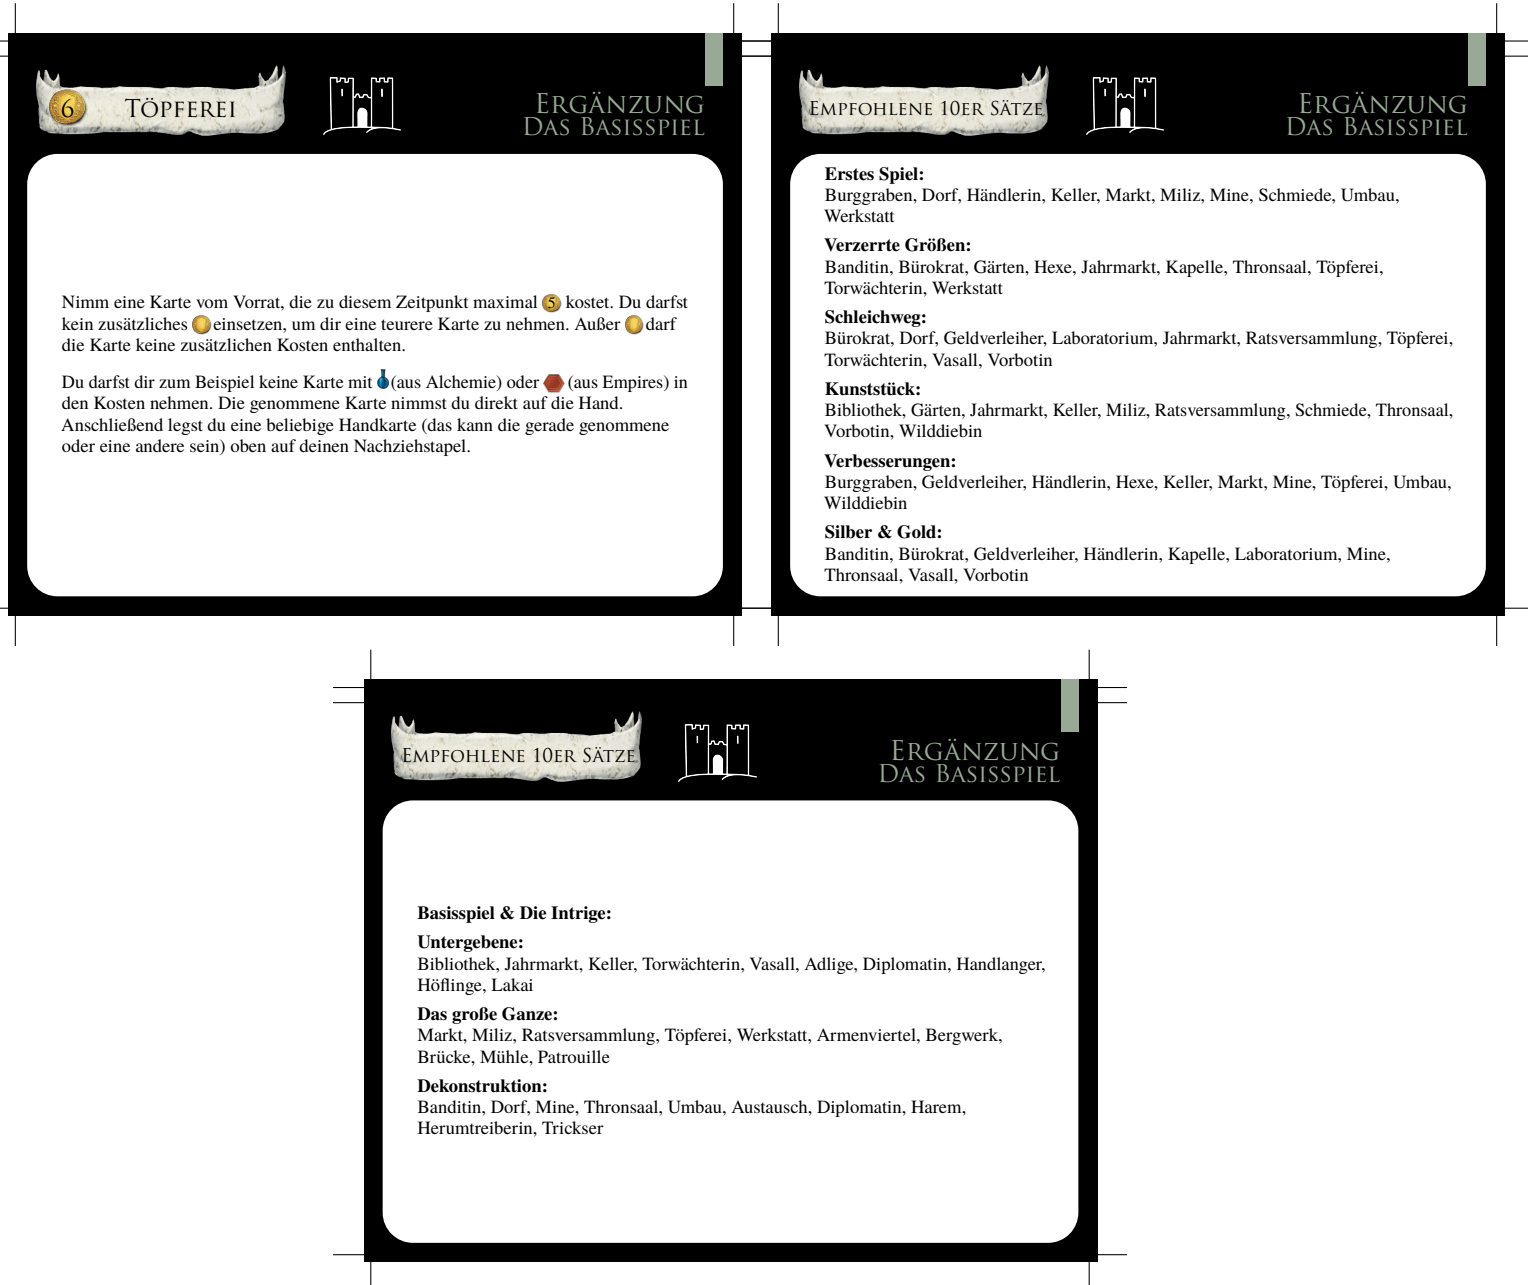 6 TÖPFEREI
ERGÄNZUNG
DAS BASISSPIEL
Nimm eine Karte vom Vorrat, die zu diesem Zeitpunkt maximal 5 kostet. Du darfst
kein zusätzliches einsetzen, um dir eine teurere Karte zu nehmen. Außer darf
die Karte keine zusätzlichen Kosten enthalten.
Du darfst dir zum Beispiel keine Karte mit (aus Alchemie) oder (aus Empires) in
den Kosten nehmen. Die genommene Karte nimmst du direkt auf die Hand.
Anschließend legst du eine beliebige Handkarte (das kann die gerade genommene
oder eine andere sein) oben auf deinen Nachziehstapel.
EMPFOHLENE 10ER SÄTZE
ERGÄNZUNG
DAS BASISSPIEL
Erstes Spiel:
Burggraben, Dorf, Händlerin, Keller, Markt, Miliz, Mine, Schmiede, Umbau,
Werkstatt
Verzerrte Größen:
Banditin, Bürokrat, Gärten, Hexe, Jahrmarkt, Kapelle, Thronsaal, Töpferei,
Torwächterin, Werkstatt
Schleichweg:
Bürokrat, Dorf, Geldverleiher, Laboratorium, Jahrmarkt, Ratsversammlung, Töpferei,
Torwächterin, Vasall, Vorbotin
Kunststück:
Bibliothek, Gärten, Jahrmarkt, Keller, Miliz, Ratsversammlung, Schmiede, Thronsaal,
Vorbotin, Wilddiebin
Verbesserungen:
Burggraben, Geldverleiher, Händlerin, Hexe, Keller, Markt, Mine, Töpferei, Umbau,
Wilddiebin
Silber & Gold:
Banditin, Bürokrat, Geldverleiher, Händlerin, Kapelle, Laboratorium, Mine,
Thronsaal, Vasall, Vorbotin
EMPFOHLENE 10ER SÄTZE
ERGÄNZUNG
DAS BASISSPIEL
Basisspiel & Die Intrige:
Untergebene:
Bibliothek, Jahrmarkt, Keller, Torwächterin, Vasall, Adlige, Diplomatin, Handlanger,
Höflinge, Lakai
Das große Ganze:
Markt, Miliz, Ratsversammlung, Töpferei, Werkstatt, Armenviertel, Bergwerk,
Brücke, Mühle, Patrouille
Dekonstruktion:
Banditin, Dorf, Mine, Thronsaal, Umbau, Austausch, Diplomatin, Harem,
Herumtreiberin, Trickser